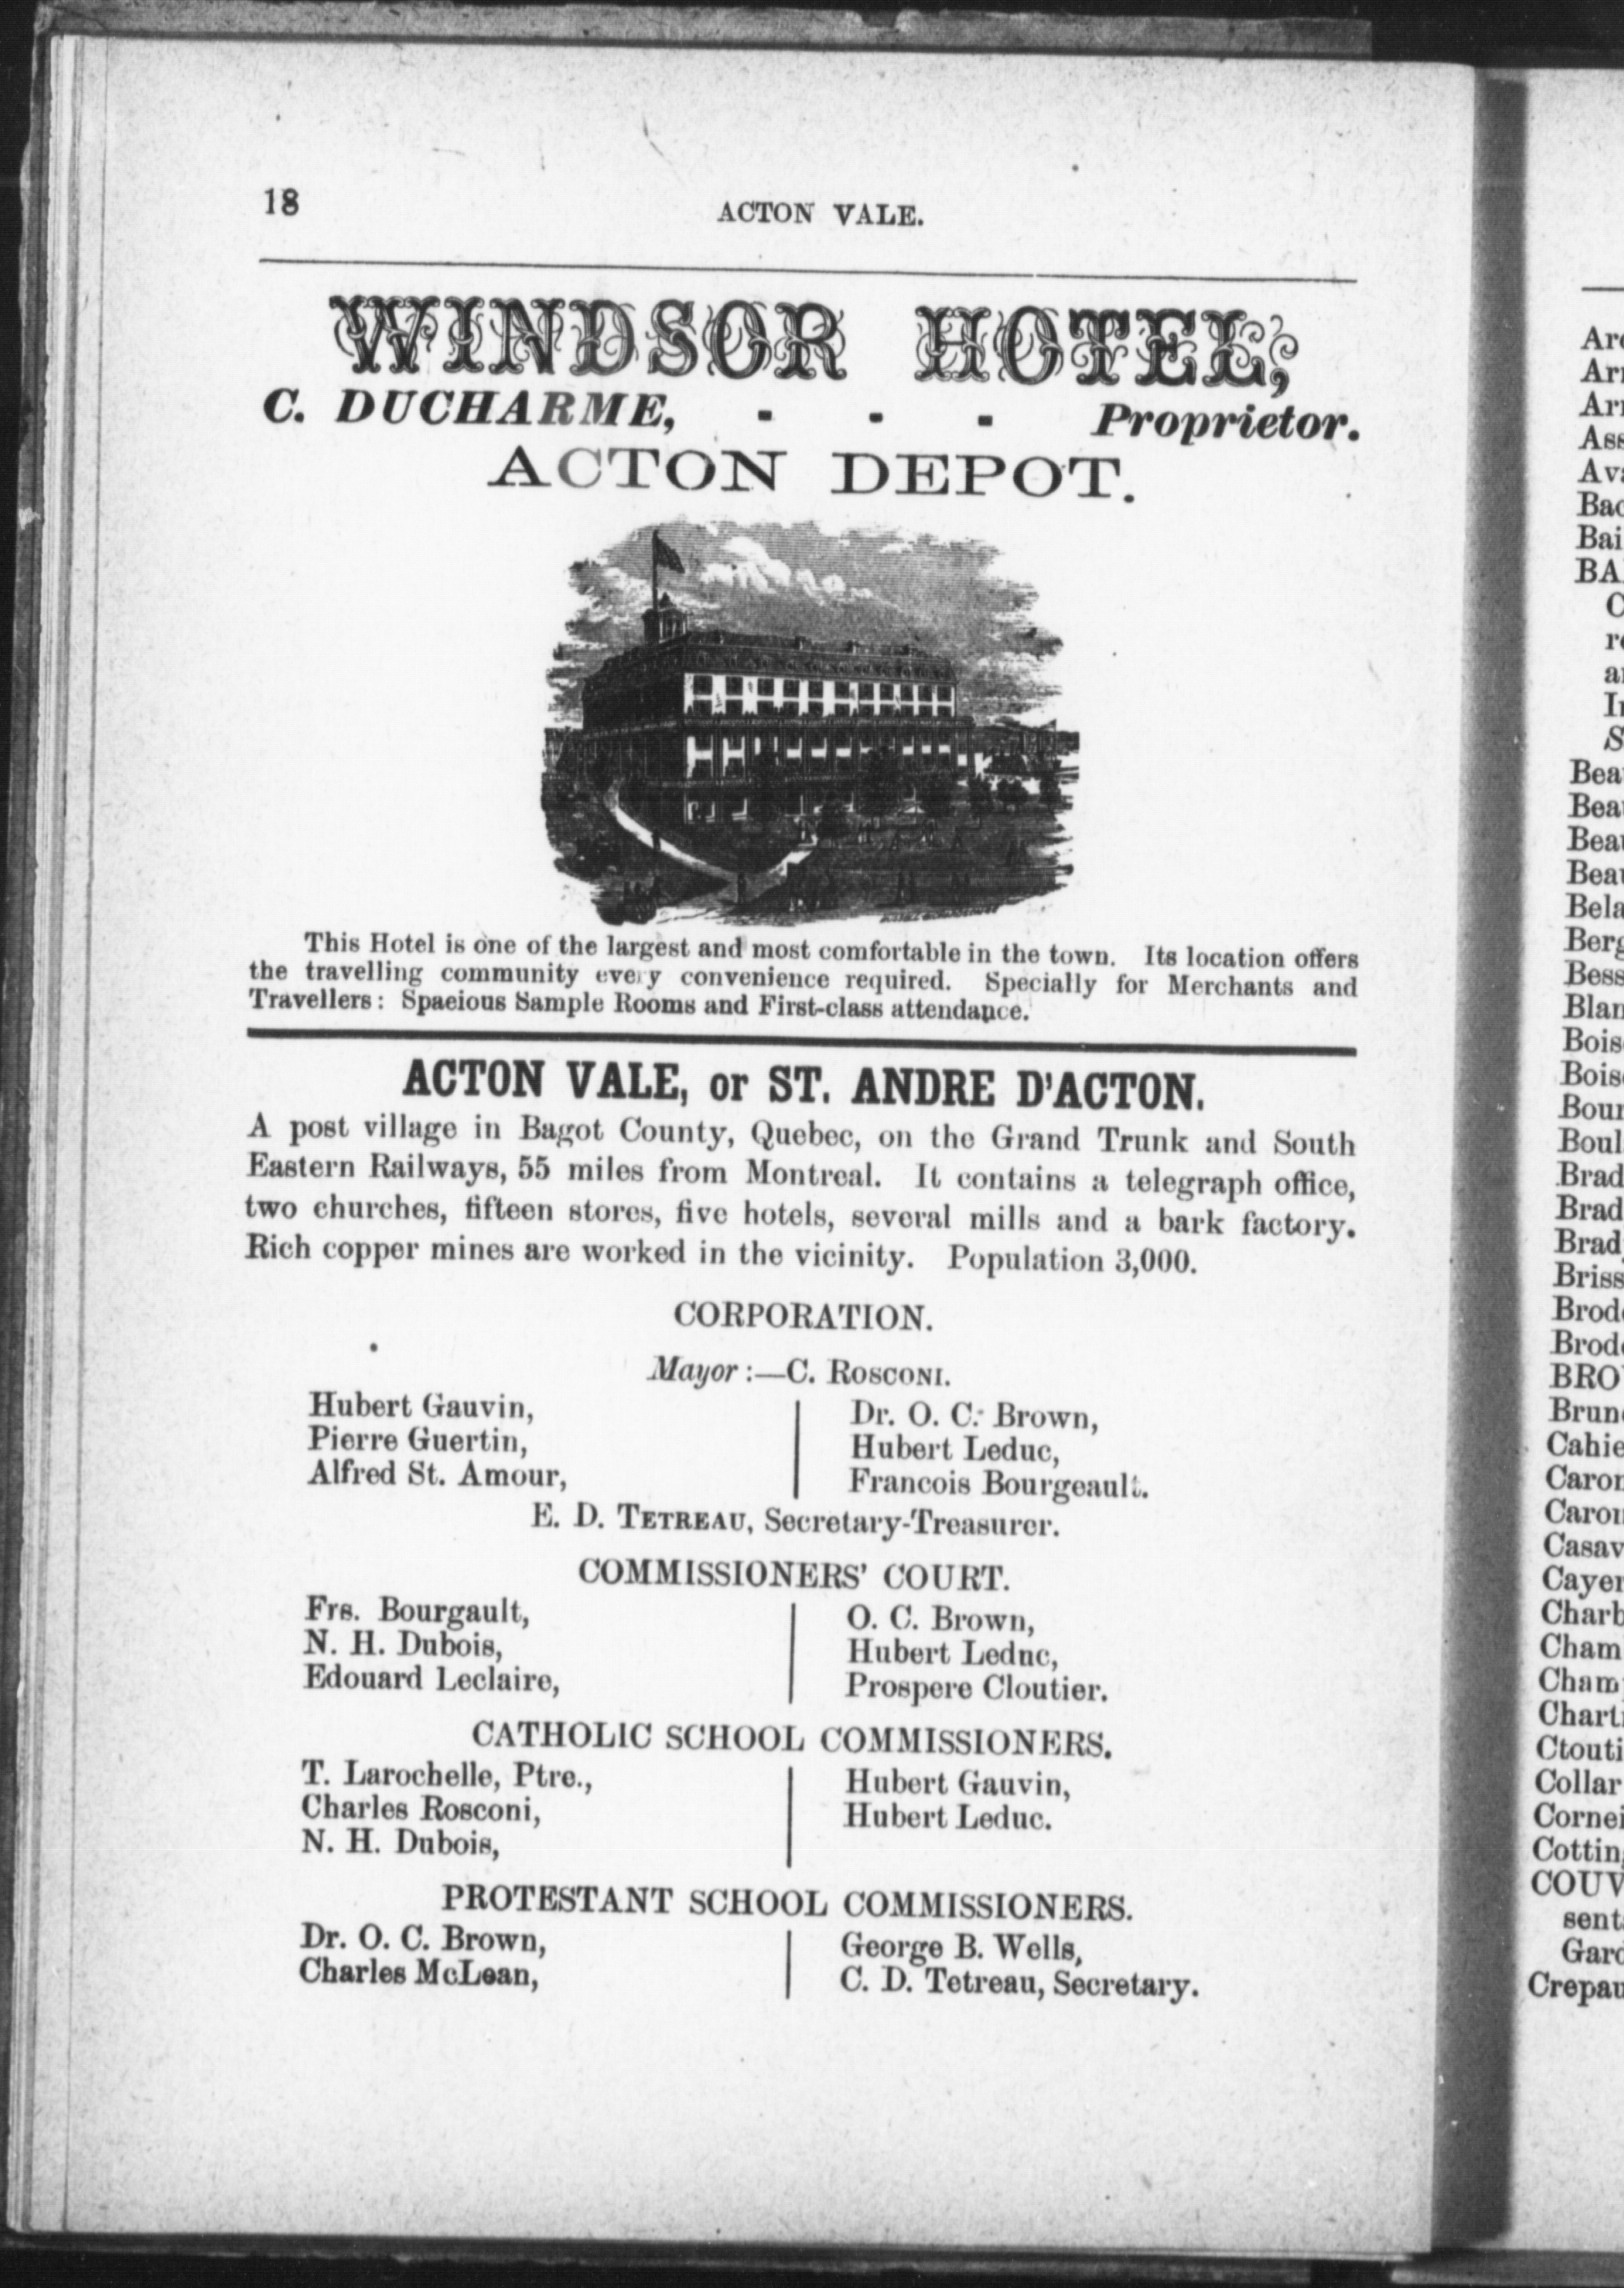 18
ACTON VALE.
WINDSOR HOTEL,
C. DUCHARME, - - - Proprietor.
ACTON DEPOT.
This Hotel is one of the largest and most comfortable in the town. Its location offers
the travelling community every convenience required. Specially for Merchants and
Travellers: Spaeious Sample Rooms and First-class attendance.
ACTON VALE, or ST. ANDRE D'ACTON.
A post village in Bagot County, Quebec, on the Grand Trunk and South
Eastern Railways, 55 miles from Montreal. It contains a telegraph office,
two churches, fifteen stores, five hotels, several mills and a bark factory.
Rich copper mines are worked in the vicinity. Population 3,000.
CORPORATION.
Mayor:—C. ROSCONI.
Hubert Gauvin,
Pierre Guertin,
Alfred St. Amour,
Dr. O. C. Brown,
Hubert Leduc,
Francois Bourgeault.
E. D. TETREAU, Secretary-Treasurer.
COMMISSIONERS' COURT.
Frs. Bourgault,
N. H. Dubois,
Edouard Leclaire,
O. C. Brown,
Hubert Lednc,
Prospere Cloutier.
CATHOLIC SCHOOL COMMISSIONERS.
T. Larochelle, Ptre.,
Charles Rosconi,
N. H. Dubois,
Hubert Gauvin,
Hubert Leduc.
PROTESTANT SCHOOL COMMISSIONERS.
Dr. O. C. Brown,
Charles McLean,
George B. Wells,
C. D. Tetreau, Secretary.